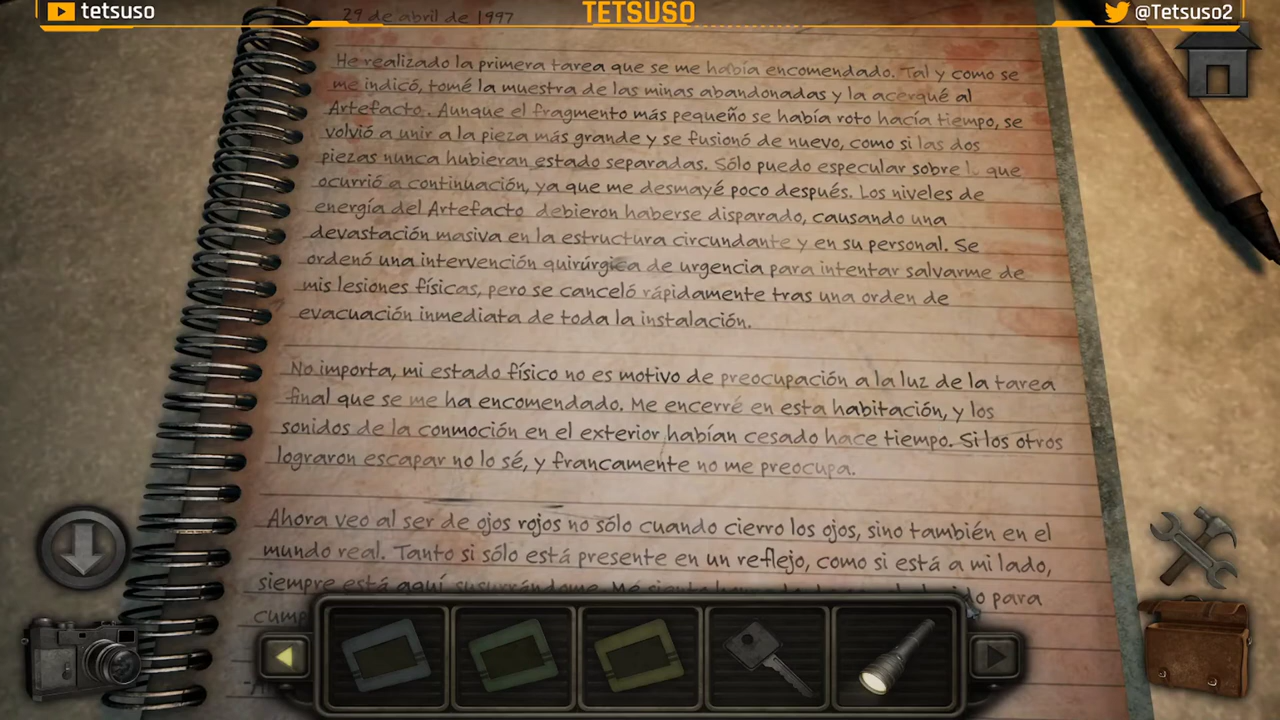 tetsuso
TETSUSO
@Tetsuso2
29 de abril de 1997
He realizado la primera tarea que se me había encomendado. Tal y como se
me indicó, tomé la muestra de las minas abandonadas y la acerqué al
Artefacto. Aunque el fragmento más pequeño se había roto hacía tiempo, se
volvió a unir a la pieza más grande y se fusionó de nuevo, como si las dos
piezas nunca hubieran estado separadas. Sólo puedo especular sobre lo que
ocurrió a continuación, ya que me desmayé poco después. Los niveles de
energía del Artefacto debieron haberse disparado, causando una
devastación masiva en la estructura circundante y en su personal. Se
ordenó una intervención quirúrgica de urgencia para intentar salvarme de
mis lesiones físicas, pero se canceló rápidamente tras una orden de
evacuación inmediata de toda la instalación.
No importa, mi estado físico no es motivo de preocupación a la luz de la tarea
final que se me ha encomendado. Me encerré en esta habitación, y los
sonidos de la conmoción en el exterior habían cesado hace tiempo. Si los otros
lograron escapar no lo sé, y francamente no me preocupa.
Ahora veo al ser de ojos rojos no sólo cuando cierro los ojos, sino también en el
mundo real. Tanto si sólo está presente en un reflejo, como si está a mi lado,
siempre está aquí susurrándome. Me para